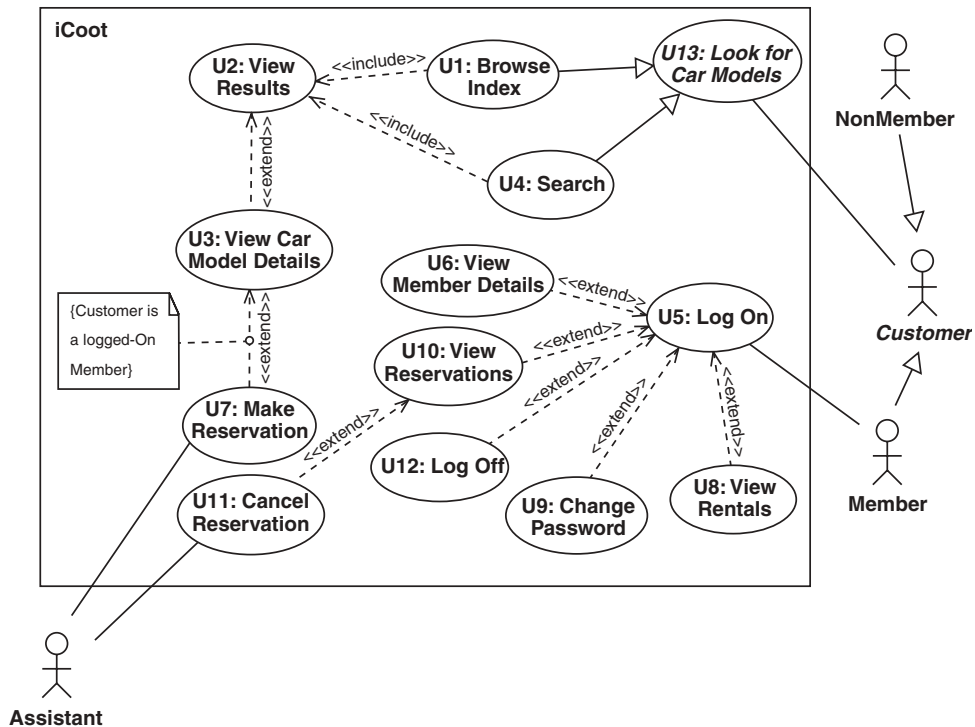 iCoot
U2: View
Results
<<include>>
U1: Browse
Index
U13: Look for
Car Models
NonMember
<<include>>
<<extend>>
U4: Search
U3: View Car
Model Details
U6: View
Member Details
<<extend>>
U5: Log On
Customer
{Customer is
a logged-On
Member}
<<extend>>
U10: View
Reservations
<<extend>>
U7: Make
Reservation
<<extend>>
<<extend>>
<<extend>>
<<extend>>
U12: Log Off
U11: Cancel
Reservation
U9: Change
Password
U8: View
Rentals
Member
Assistant